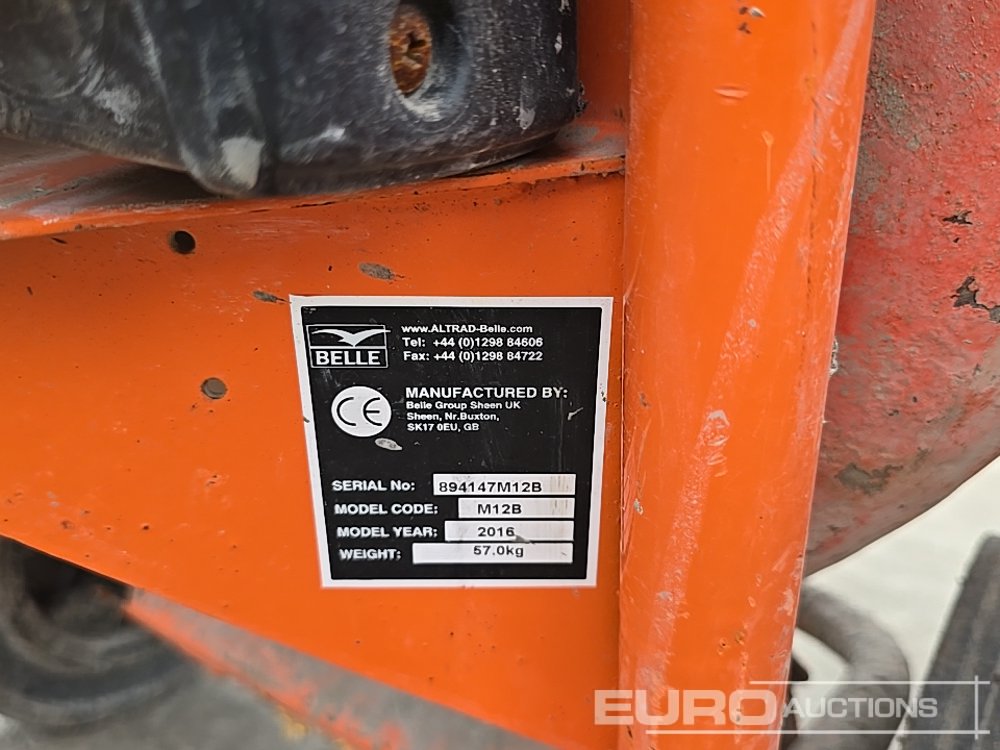 BELLE
www.ALTRAD-Belle.com
Tel: +44 (0)1298 84606
Fax: +44 (0)1298 84722
CE
MANUFACTURED BY:
Belle Group Sheen UK
Sheen, Nr.Buxton,
SK17 0EU, GB
SERIAL No: 894147M12B
MODEL CODE: M12B
MODEL YEAR: 2016
WEIGHT: 57.0kg
EURO AUCTIONS